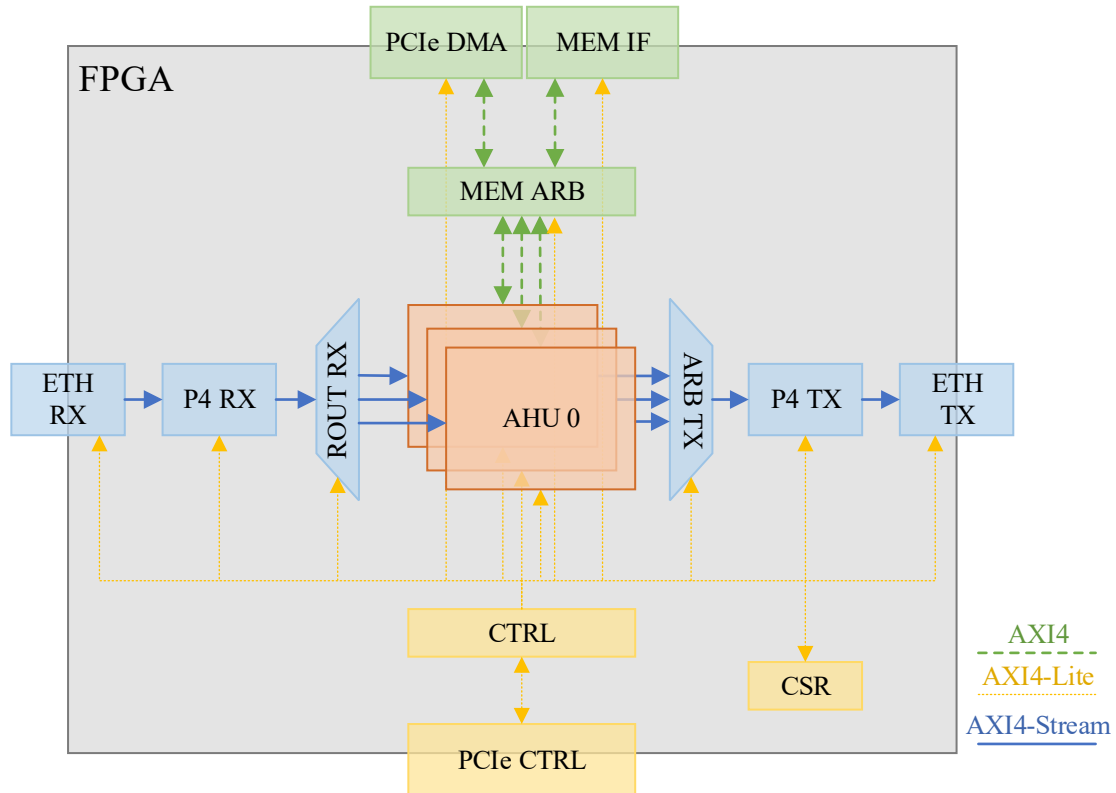 PCIe DMA
MEM IF
FPGA
MEM ARB
ETH
RX
P4 RX
ROUT RX
AHU 0
ARB TX
P4 TX
ETH
TX
CTRL
CSR
PCIe CTRL
AXI4
AXI4-Lite
AXI4-Stream